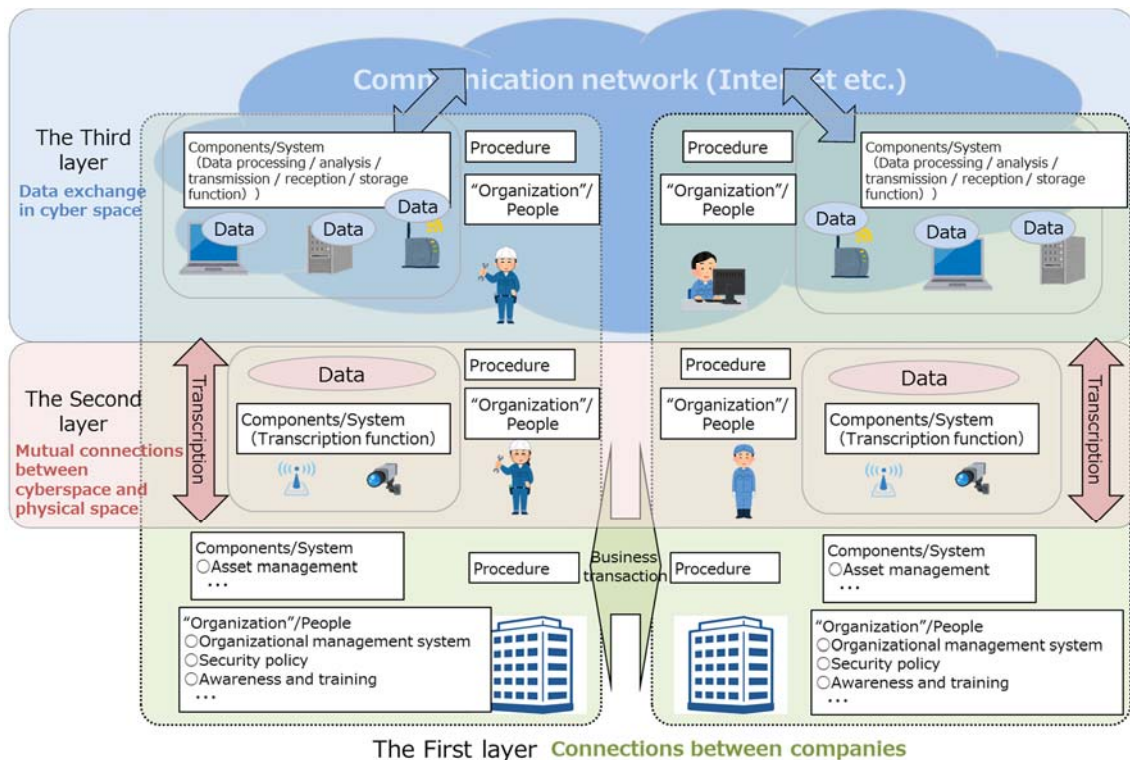 Communication network (Internet etc.)
The Third
layer
Data exchange
in cyber space
Components/System
（Data processing / analysis /
transmission / reception / storage
function））
Data
Data
Data
Procedure
“Organization”/
People
Procedure
“Organization”/
People
Components/System
（Data processing / analysis /
transmission / reception / storage
function））
Data
Data
Data
The Second
layer
Mutual connections
between
cyberspace and
physical space
Transcription
Data
Components/System
（Transcription function）
Procedure
“Organization”/
People
Procedure
“Organization”/
People
Data
Components/System
（Transcription function）
Transcription
Components/System
○Asset management
…
Procedure
Business
transaction
Procedure
Components/System
○Asset management
…
“Organization”/People
○Organizational management system
○Security policy
○Awareness and training
…
“Organization”/People
○Organizational management system
○Security policy
○Awareness and training
…
The First layer Connections between companies